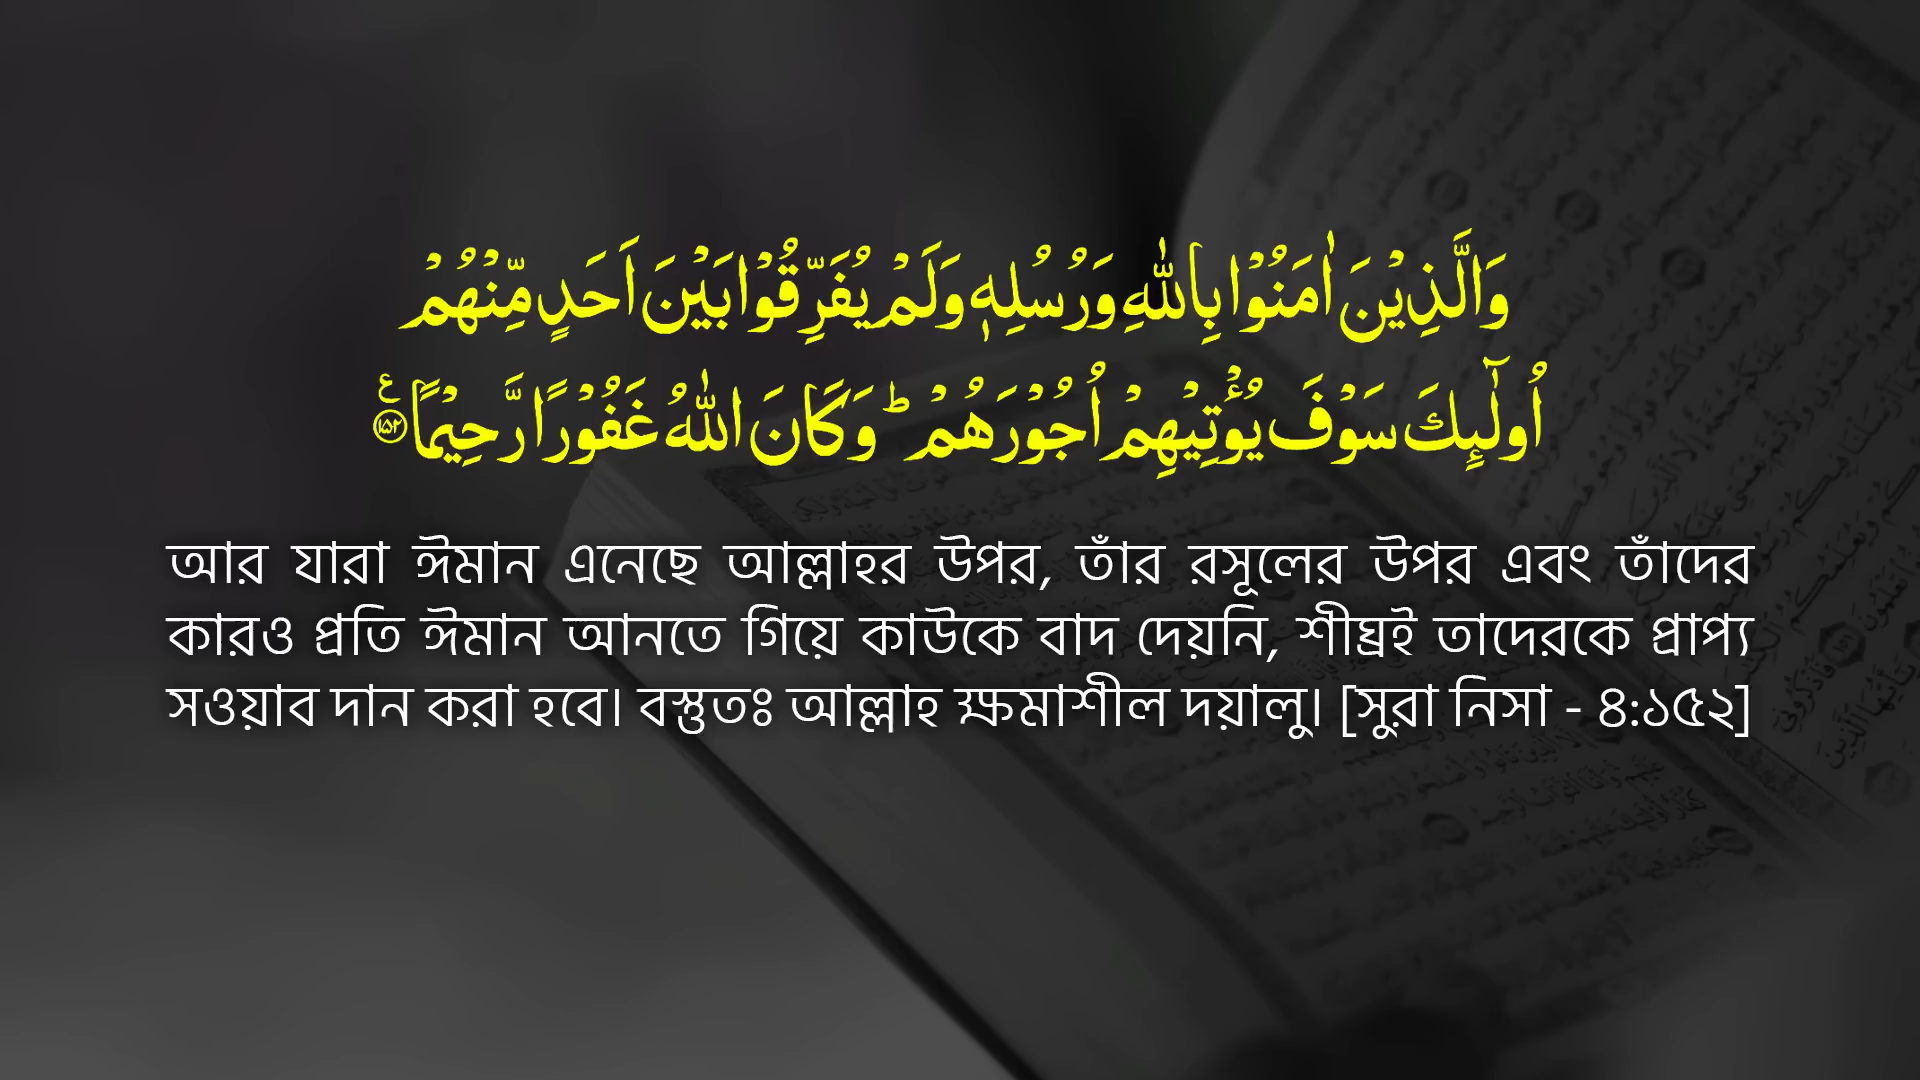 وَالَّذِيْنَ اٰمَنُوْا بِاللّٰهِ وَرُسُلِهٖ وَلَمْ يُفَرِّقُوْا بَيْنَ اَحَدٍ مِّنْهُمْ
اُولٰٓئِكَ سَوْفَ يُؤْتِيْهِمْ اُجُوْرَهُمْ ؕ وَكَانَ اللّٰهُ غَفُوْرًا رَّحِيْمًا ۧ ۝۱۵۲
আর যারা ঈমান এনেছে আল্লাহর উপর, তাঁর রসূলের উপর এবং তাঁদের
কারও প্রতি ঈমান আনতে গিয়ে কাউকে বাদ দেয়নি, শীঘ্রই তাদেরকে প্রাপ্য
সওয়াব দান করা হবে। বস্তুতঃ আল্লাহ ক্ষমাশীল দয়ালু। [সুরা নিসা - ৪:১৫২]